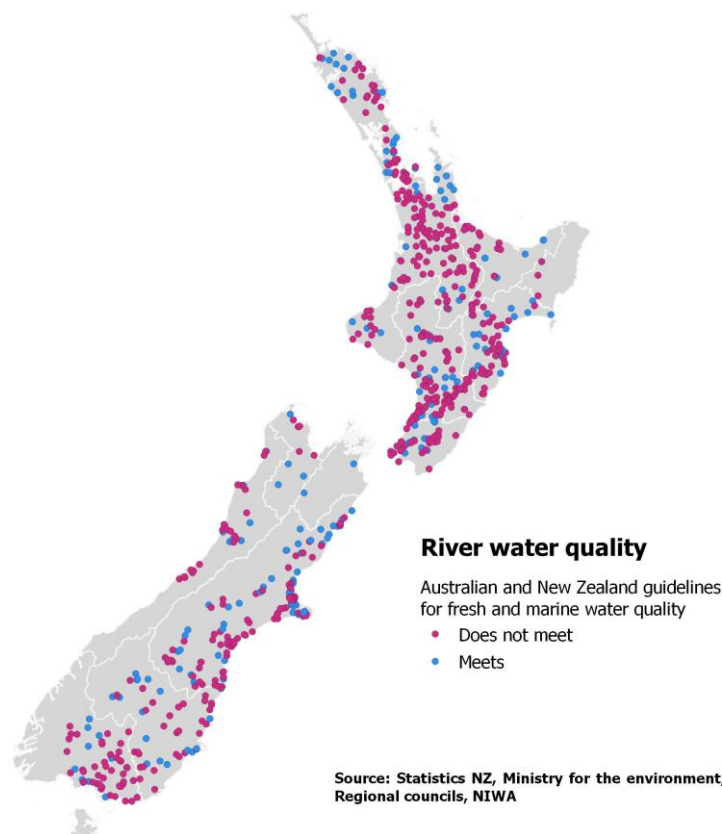 River water quality
Australian and New Zealand guidelines
for fresh and marine water quality
Does not meet
Meets
Source: Statistics NZ, Ministry for the environment,
Regional councils, NIWA